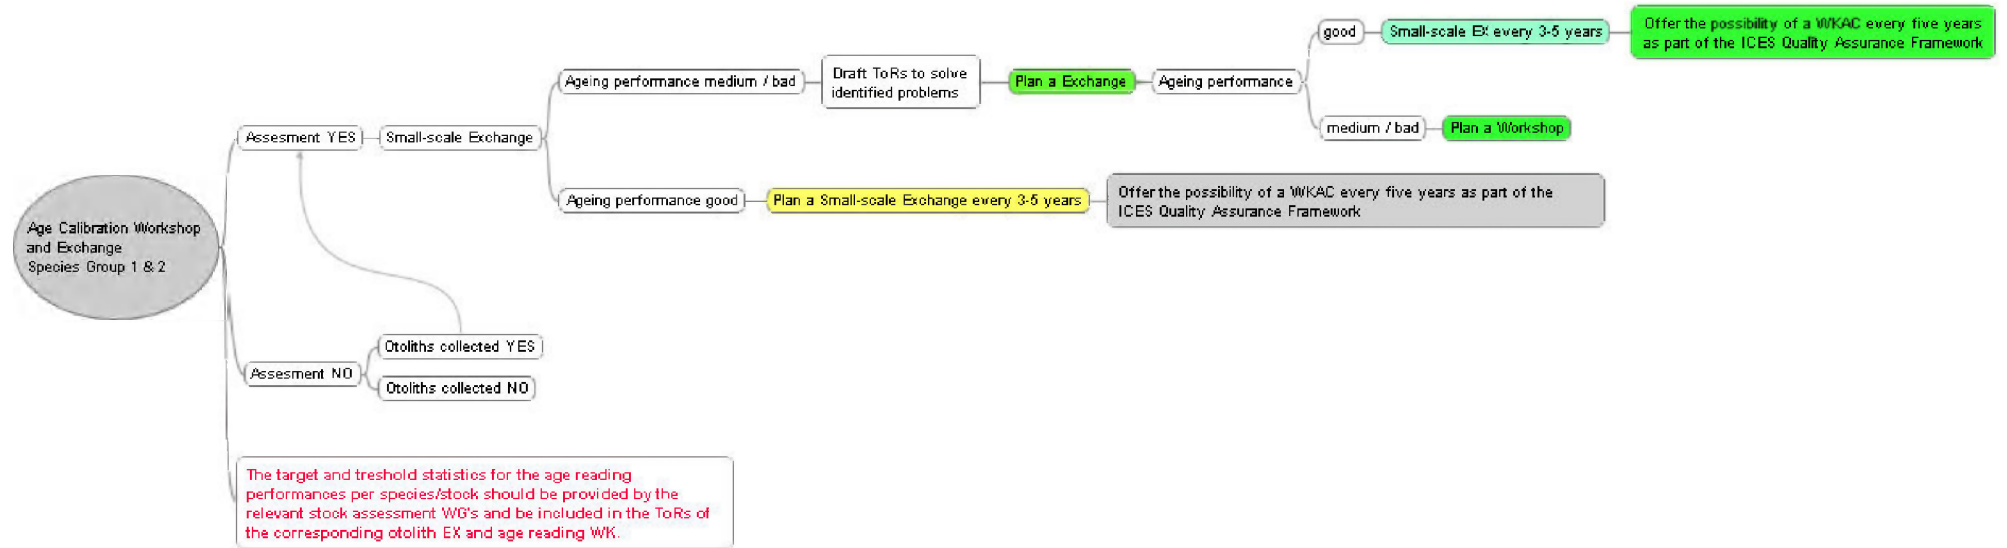 Age Calibration Workshop
and Exchange
Species Group 1 & 2
Assesment YES
Small-scale Exchange
Ageing performance medium / bad
Draft ToRs to solve
identified problems
Plan a Exchange
Ageing performance
good
Small-scale EX every 3-5 years
Offer the possibility of a WKAC every five years
as part of the ICES Quality Assurance Framework
medium / bad
Plan a Workshop
Ageing performance good
Plan a Small-scale Exchange every 3-5 years
Offer the possibility of a WKAC every five years as part of the
ICES Quality Assurance Framework
Assesment NO
Otoliths collected YES
Otoliths collected NO
The target and treshold statistics for the age reading
performances per species/stock should be provided by the
relevant stock assessment WG's and be included in the ToRs of
the corresponding otolith EX and age reading WK.